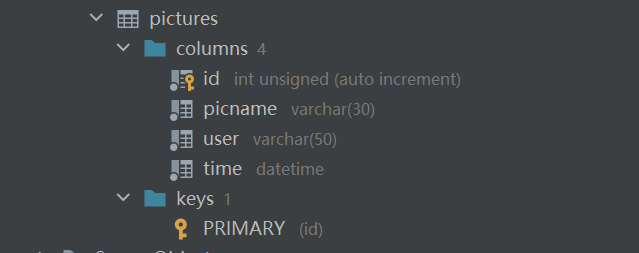 pictures
columns 4
id int unsigned (auto increment)
picname varchar(30)
user varchar(50)
time datetime
keys 1
PRIMARY (id)